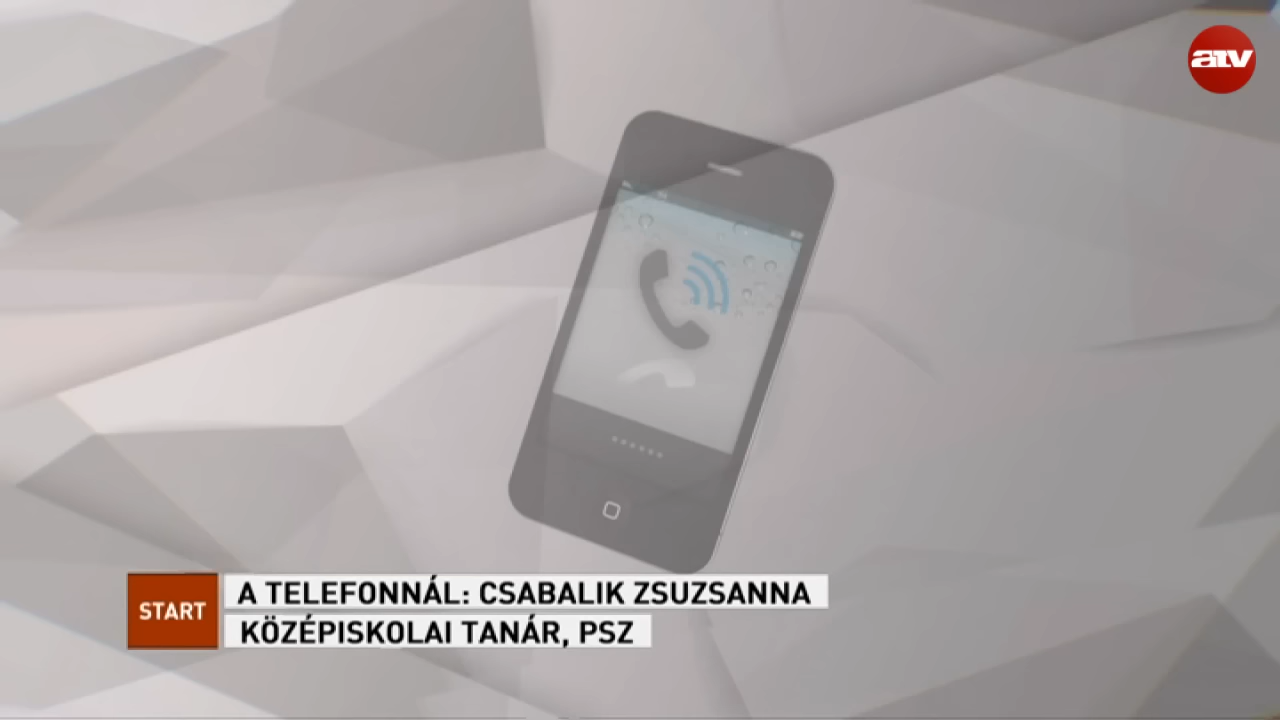 atv
START
A TELEFONNÁL: CSABALIK ZSUZSANNA
KÖZÉPISKOLAI TANÁR, PSZ